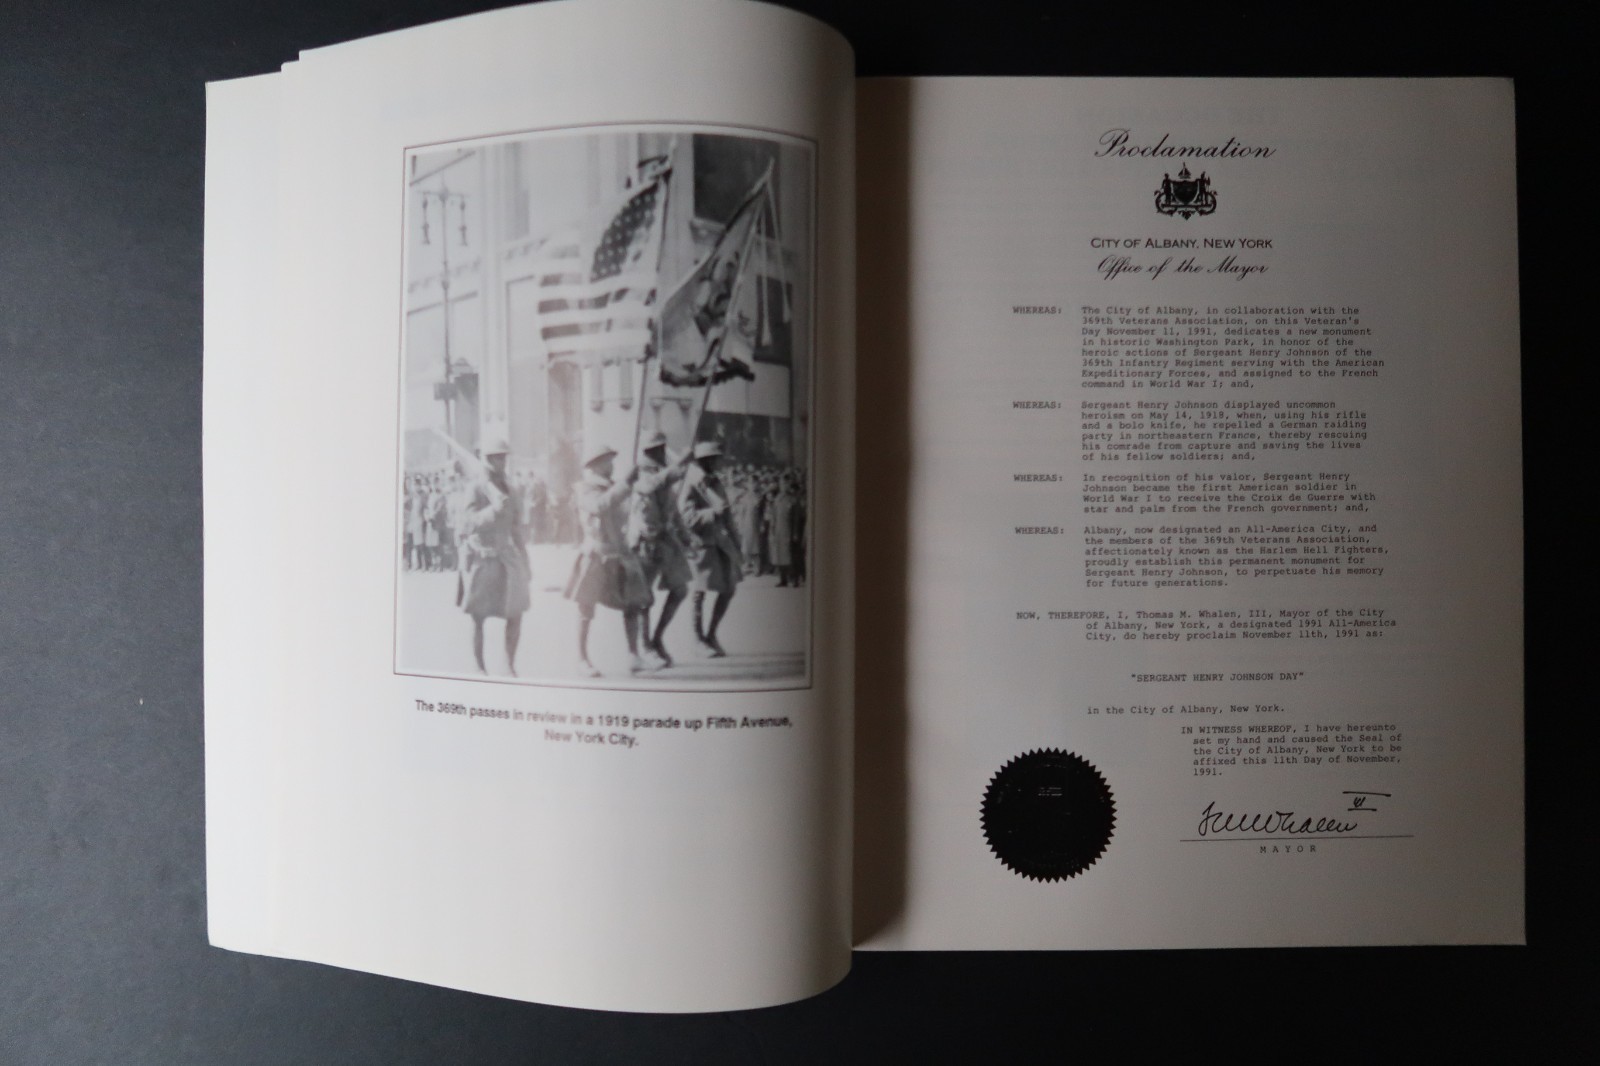 The 369th passes in review in a 1919 parade up Fifth Avenue,
New York City.
Proclamation
CITY OF ALBANY, NEW YORK
Office of the Mayor
WHEREAS: The City of Albany, in collaboration with the
369th Veterans Association, on this Veteran's
Day November 11, 1991, dedicates a new monument
in historic Washington Park, in honor of the
heroic actions of Sergeant Henry Johnson of the
369th Infantry Regiment serving with the American
Expeditionary Forces, and assigned to the French
command in World War I; and,
WHEREAS: Sergeant Henry Johnson displayed uncommon
heroism on May 14, 1918, when, using his rifle
and a bolo knife, he repelled a German raiding
party in northeastern France, thereby rescuing
his comrade from capture and saving the lives
of his fellow soldiers; and,
WHEREAS: In recognition of his valor, Sergeant Henry
Johnson became the first American soldier in
World War I to receive the Croix de Guerre with
star and palm from the French government; and,
WHEREAS: Albany, now designated an All-America City, and
the members of the 369th Veterans Association,
affectionately known as the Harlem Hell Fighters,
proudly establish this permanent monument for
Sergeant Henry Johnson, to perpetuate his memory
for future generations.
NOW, THEREFORE, I, Thomas M. Whalen, III, Mayor of the City
of Albany, New York, a designated 1991 All-America
City, do hereby proclaim November 11th, 1991 as:
"SERGEANT HENRY JOHNSON DAY"
in the City of Albany, New York.
IN WITNESS WHEREOF, I have hereunto
set my hand and caused the Seal of
the City of Albany, New York to be
affixed this 11th Day of November,
1991.
MAYOR